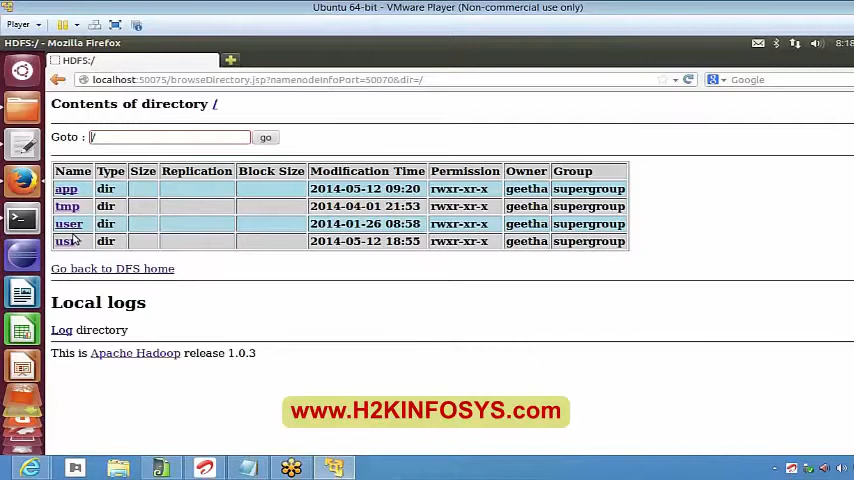 Ubuntu 64-bit - VMware Player (Non-commercial use only)
Player
HDFS:/ - Mozilla Firefox
8:18
HDFS:/
localhost:50075/browseDirectory.jsp?namenodeInfoPort=50070&dir=/
Google
Contents of directory /
Goto : / go
Name Type Size Replication Block Size Modification Time Permission Owner Group
app dir 2014-05-12 09:20 rwxr-xr-x geetha supergroup
tmp dir 2014-04-01 21:53 rwxr-xr-x geetha supergroup
user dir 2014-01-26 08:58 rwxr-xr-x geetha supergroup
dir 2014-05-12 18:55 rwxr-xr-x geetha supergroup
Go back to DFS home
Local logs
Log directory
This is Apache Hadoop release 1.0.3
www.H2KINFOSYS.com